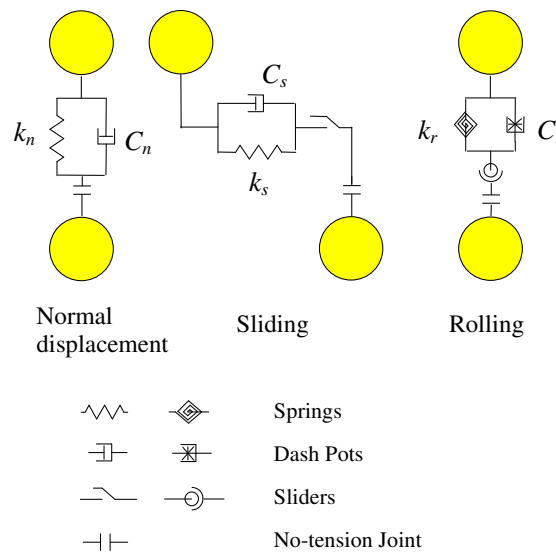 C_s
k_n
C_n
k_s
k_r
C
Normal
displacement
Sliding
Rolling
Springs
Dash Pots
Sliders
No-tension Joint